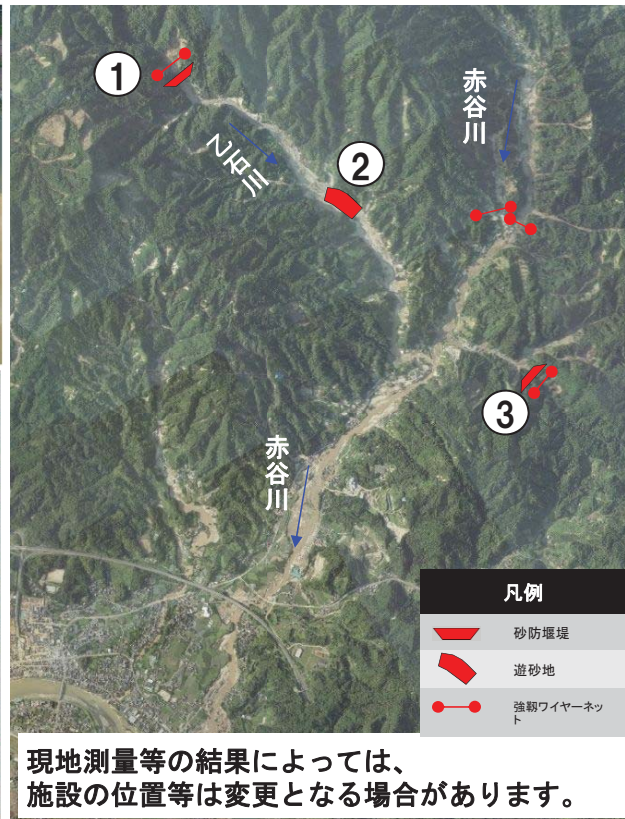 ①
乙石川
②
赤谷川
③
赤谷川
凡例
砂防堰堤
遊砂地
強靱ワイヤーネッ
ト
現地測量等の結果によっては、
施設の位置等は変更となる場合があります。